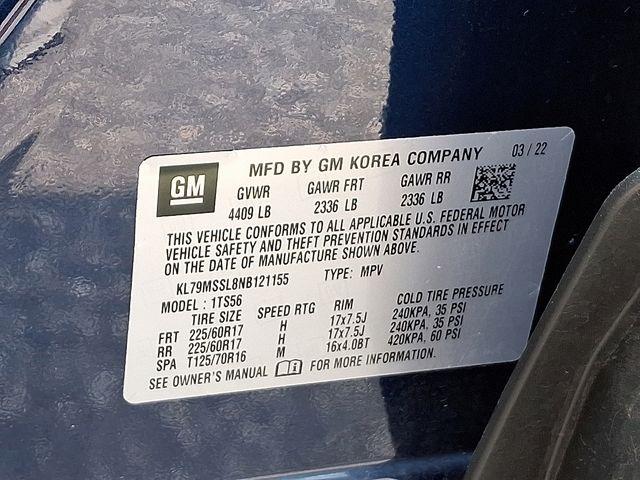 MFD BY GM KOREA COMPANY 03 / 22
GM
GVWR GAWR FRT GAWR RR
4409 LB 2336 LB 2336 LB
THIS VEHICLE CONFORMS TO ALL APPLICABLE U.S. FEDERAL MOTOR
VEHICLE SAFETY AND THEFT PREVENTION STANDARDS IN EFFECT
ON THE DATE OF MANUFACTURE SHOWN ABOVE.
KL79MSSL8NB121155 TYPE: MPV
MODEL : 1TS56
TIRE SIZE SPEED RTG RIM COLD TIRE PRESSURE
FRT 225/60R17 H 17x7.5J 240KPA, 35 PSI
RR 225/60R17 H 17x7.5J 240KPA, 35 PSI
SPA T125/70R16 M 16x4.0BT 420KPA, 60 PSI
SEE OWNER'S MANUAL FOR MORE INFORMATION.